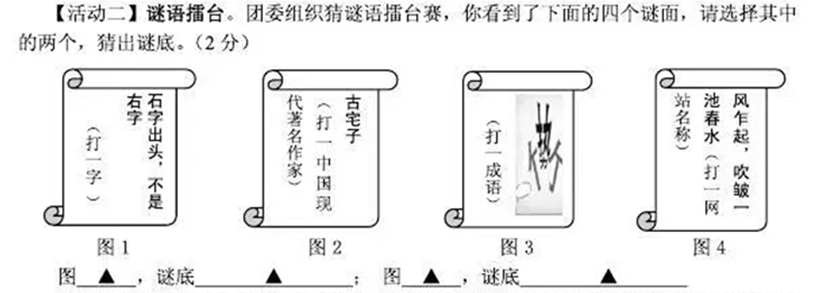 【活动二】谜语擂台。团委组织猜谜语擂台赛，你看到了下面的四个谜面，请选择其中
的两个，猜出谜底。（2分）
石字出头，不是
右字
（打一字）
古宅子
（打一中国现
代著名作家）
（打一成语）
风乍起，吹皱一
池春水（打一网
站名称）
图1
图2
图3
图4
图▲，谜底▲；图▲，谜底▲